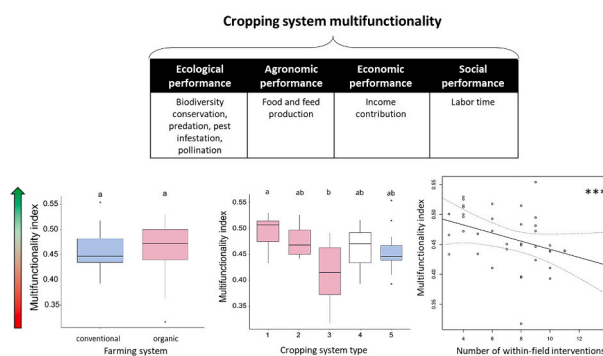 Cropping system multifunctionality
Ecological performance
Agronomic performance
Economic performance
Social performance
Biodiversity
conservation,
predation, pest
infestation,
pollination
Food and feed
production
Income
contribution
Labor time
Multifunctionality index
0.55
0.50
0.45
0.40
0.35
a
a
conventional
organic
Farming system
Multifunctionality index
0.55
0.50
0.45
0.40
0.35
a
ab
b
ab
ab
1
2
3
4
5
Cropping system type
Multifunctionality index
0.55
0.50
0.45
0.40
0.35
***
4
6
8
10
12
Number of within-field interventions